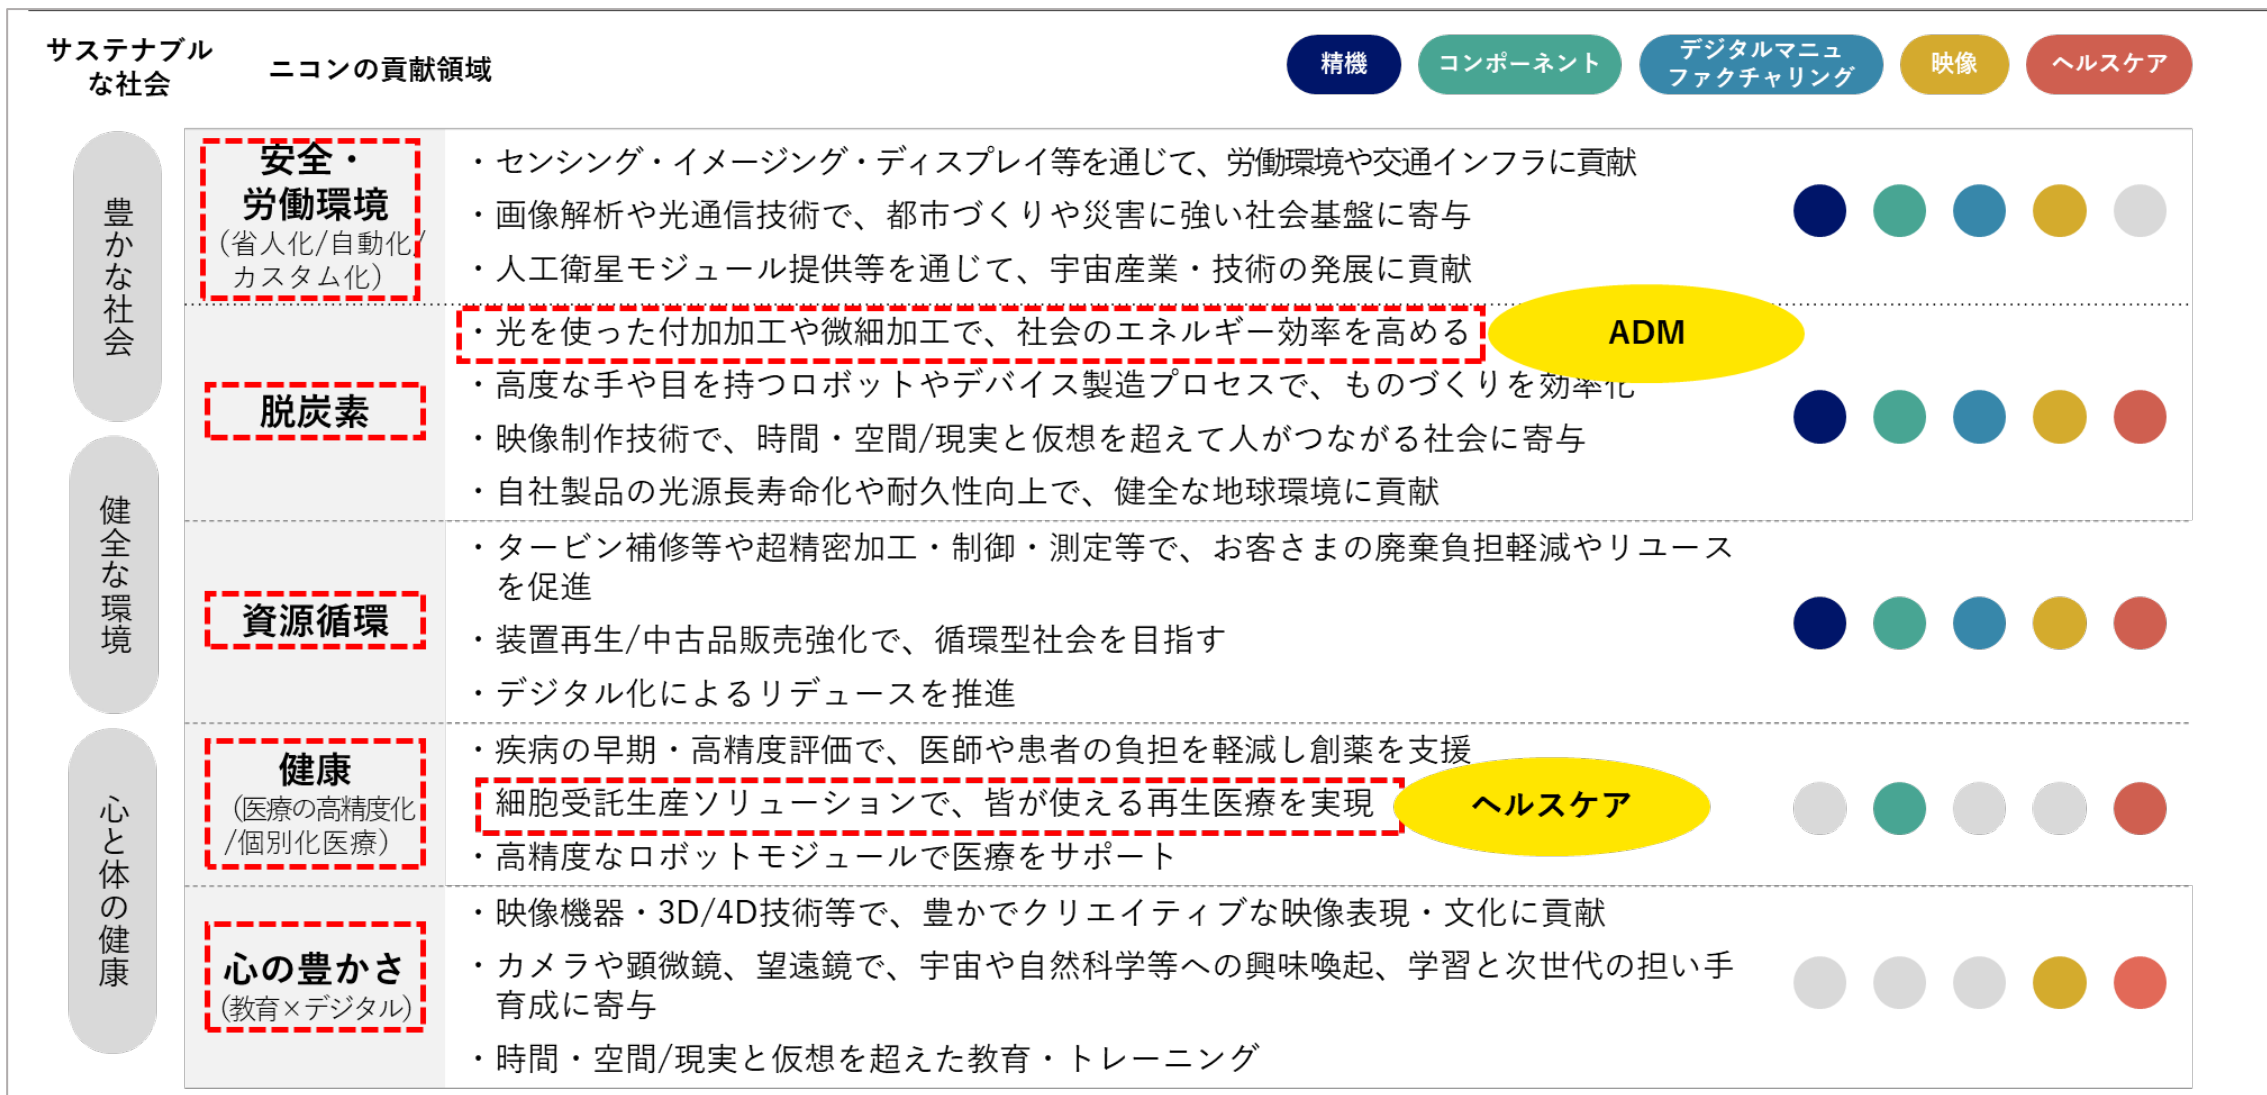 サステナブル
な社会
ニコンの貢献領域
精機
コンポーネント
デジタルマニュ
ファクチャリング
映像
ヘルスケア
豊かな社会
安全・
労働環境
（省人化/自動化/
カスタム化）
・センシング・イメージング・ディスプレイ等を通じて、労働環境や交通インフラに貢献
・画像解析や光通信技術で、都市づくりや災害に強い社会基盤に寄与
・人工衛星モジュール提供等を通じて、宇宙産業・技術の発展に貢献
脱炭素
・光を使った付加加工や微細加工で、社会のエネルギー効率を高める
ADM
・高度な手や目を持つロボットやデバイス製造プロセスで、ものづくりを効率化
・映像制作技術で、時間・空間/現実と仮想を超えて人がつながる社会に寄与
・自社製品の光源長寿命化や耐久性向上で、健全な地球環境に貢献
健全な環境
資源循環
・タービン補修等や超精密加工・制御・測定等で、お客さまの廃棄負担軽減やリユース
を促進
・装置再生/中古品販売強化で、循環型社会を目指す
・デジタル化によるリデュースを推進
心と体の健康
健康
（医療の高精度化
/個別化医療）
・疾病の早期・高精度評価で、医師や患者の負担を軽減し創薬を支援
細胞受託生産ソリューションで、皆が使える再生医療を実現
ヘルスケア
・高精度なロボットモジュールで医療をサポート
心の豊かさ
（教育×デジタル）
・映像機器・3D/4D技術等で、豊かでクリエイティブな映像表現・文化に貢献
・カメラや顕微鏡、望遠鏡で、宇宙や自然科学等への興味喚起、学習と次世代の担い手
育成に寄与
・時間・空間/現実と仮想を超えた教育・トレーニング